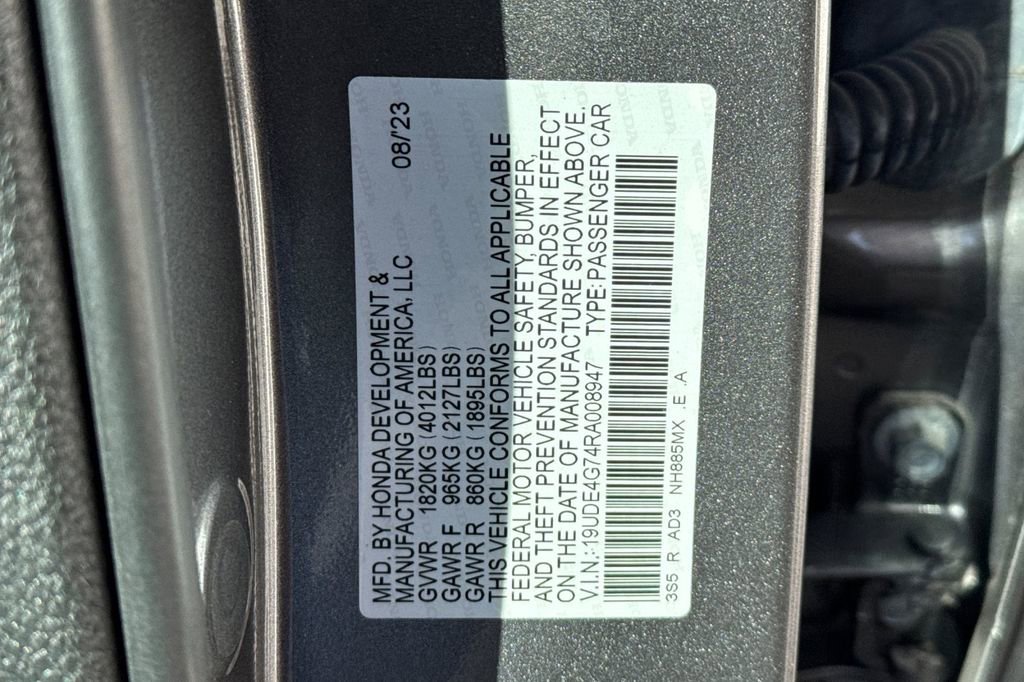 MFD. BY HONDA DEVELOPMENT &
MANUFACTURING OF AMERICA, LLC 08/'23
GVWR 1820KG (4012LBS)
GAWR F 965KG (2127LBS)
GAWR R 860KG (1895LBS)
THIS VEHICLE CONFORMS TO ALL APPLICABLE
FEDERAL MOTOR VEHICLE SAFETY, BUMPER,
AND THEFT PREVENTION STANDARDS IN EFFECT
ON THE DATE OF MANUFACTURE SHOWN ABOVE.
V.I.N.: 19UDE4G74RA008947 TYPE: PASSENGER CAR
3S5 R AD3 NH885MX .E .A